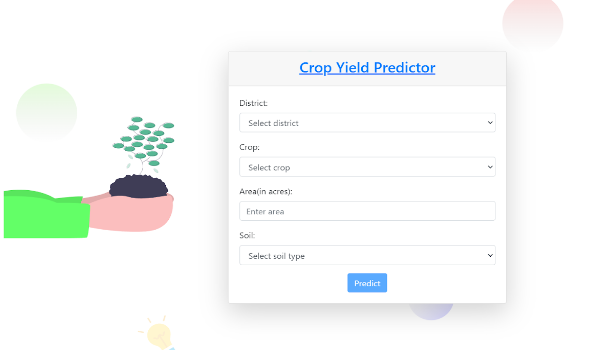 Crop Yield Predictor
District:
Select district
Crop:
Select crop
Area(in acres):
Enter area
Soil:
Select soil type
Predict